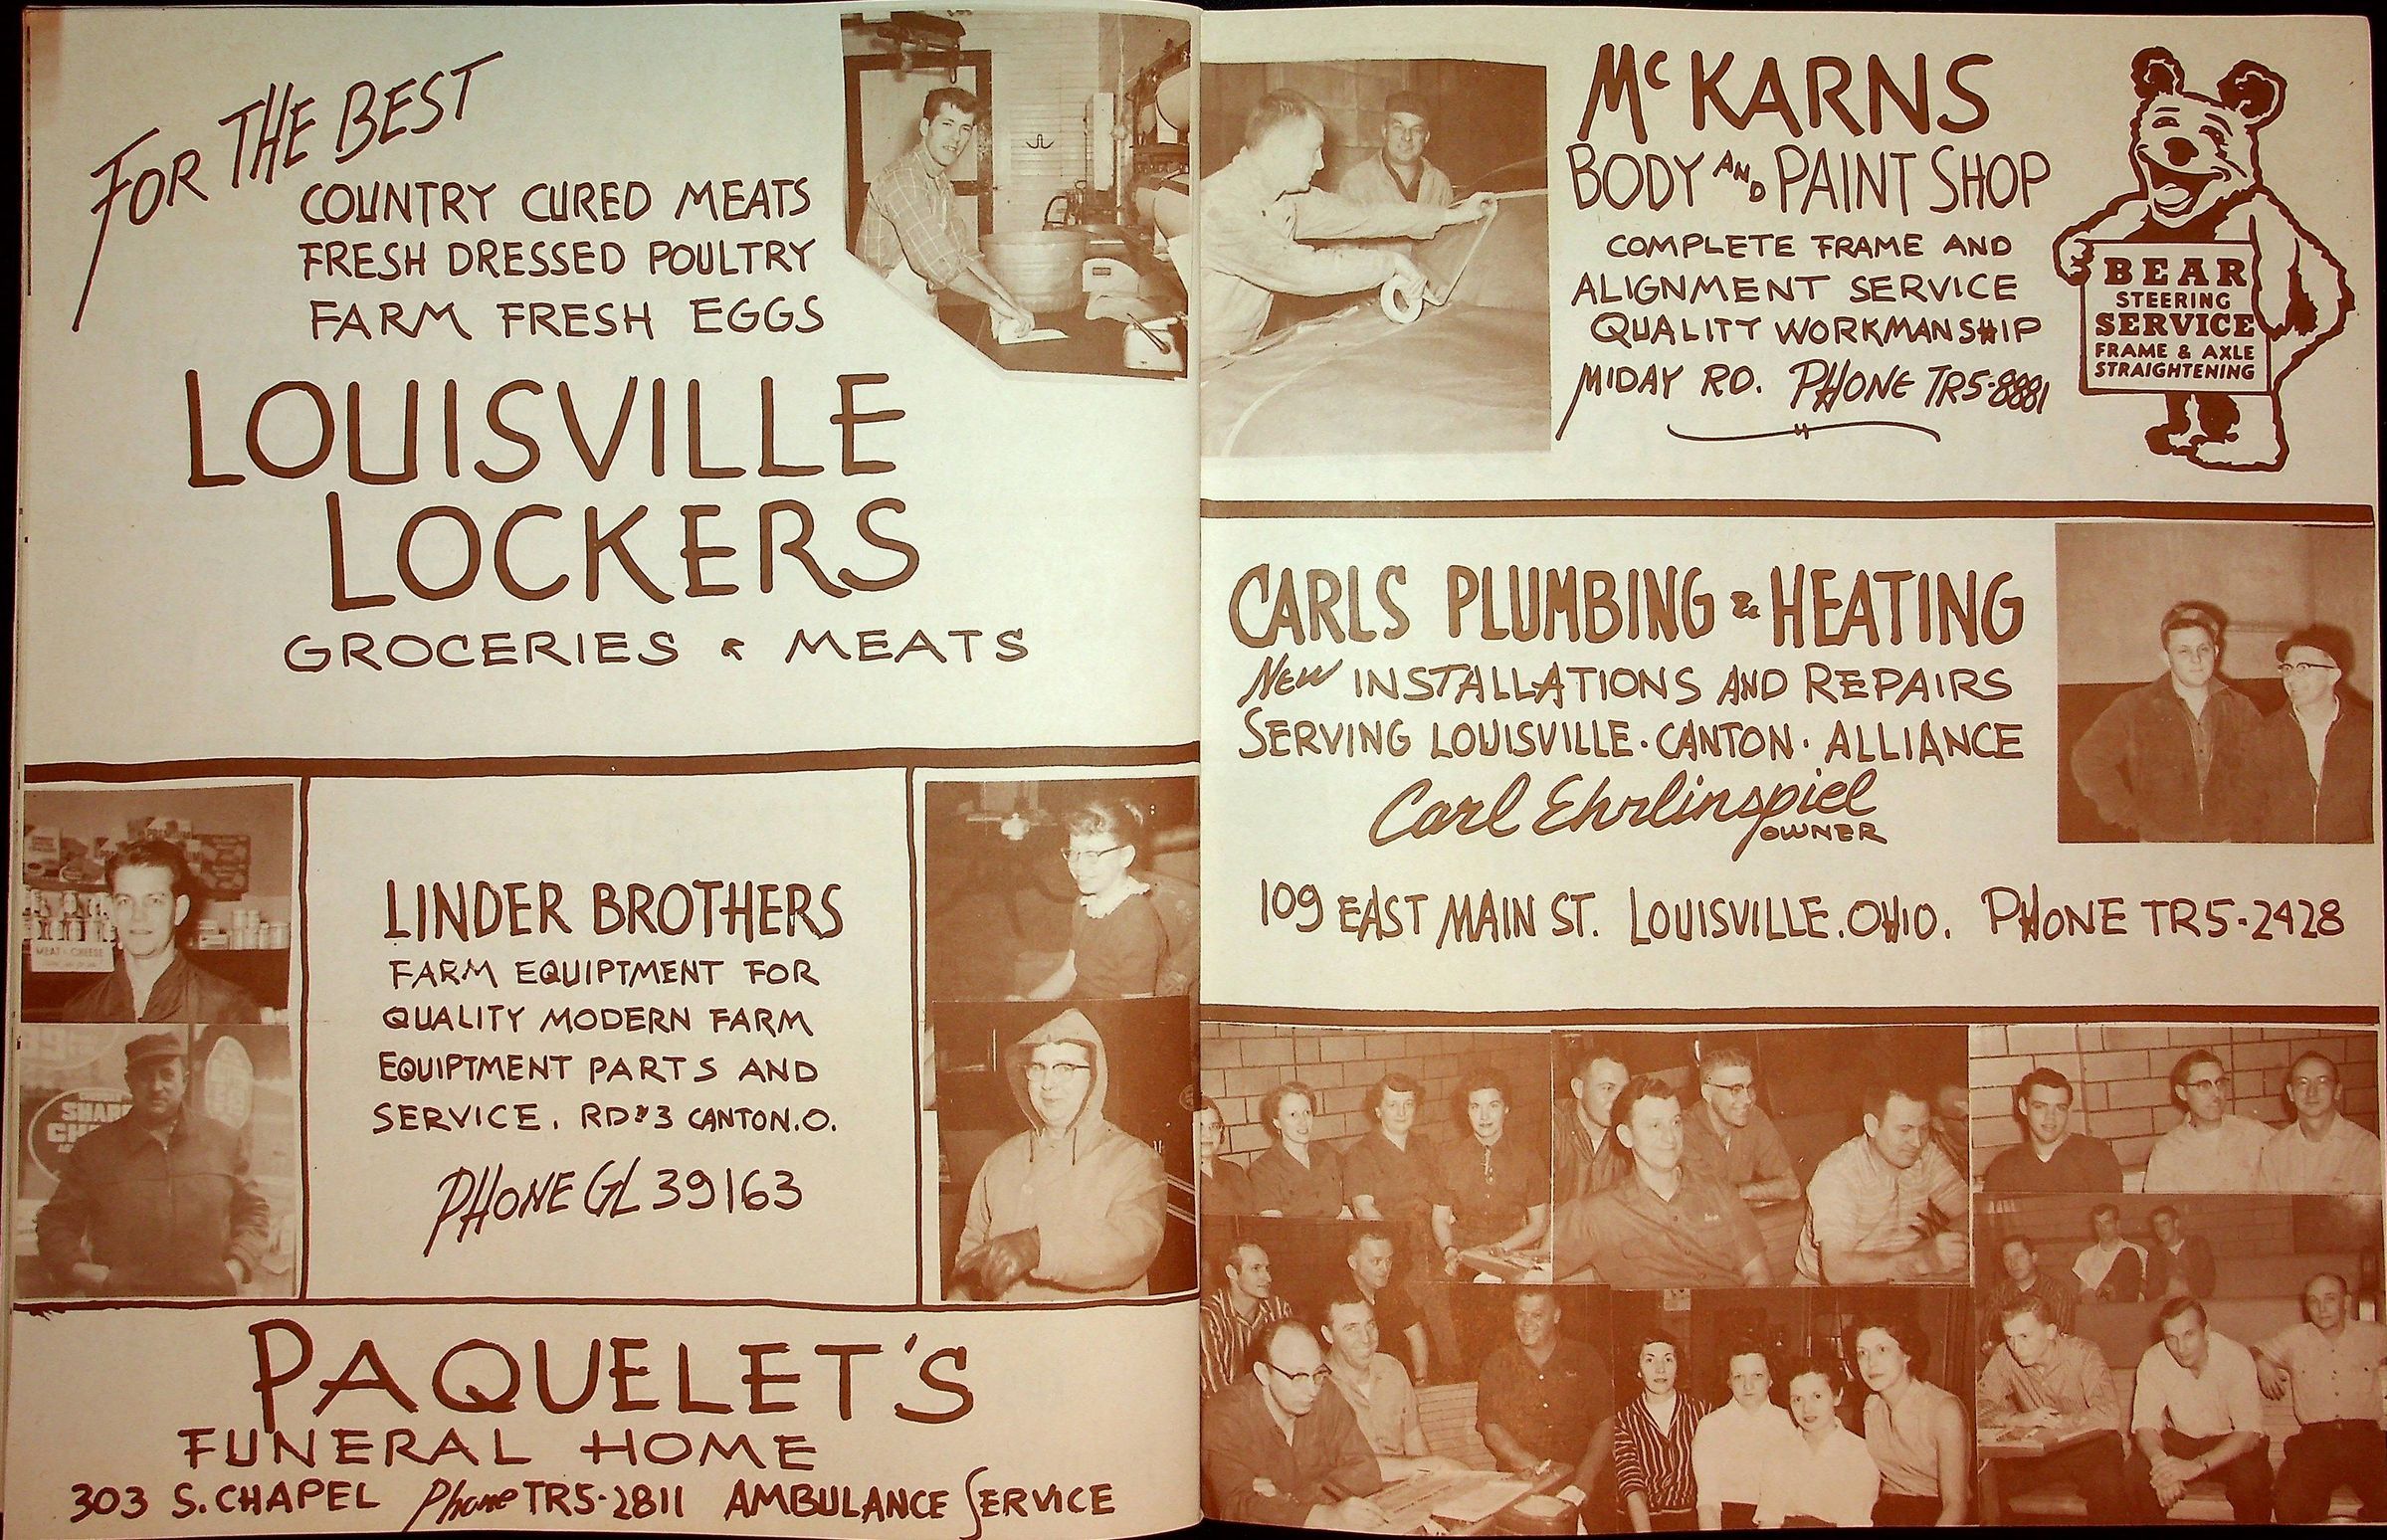 FOR THE BEST
COUNTRY CURED MEATS
FRESH DRESSED POULTRY
FARM FRESH EGGS
LOUISVILLE
LOCKERS
GROCERIES & MEATS
MEAT - CHEESE
LINDER BROTHERS
FARM EQUIPTMENT FOR
QUALITY MODERN FARM
EQUIPTMENT PARTS AND
SERVICE. RD#3 CANTON.O.
PHONE GL 39163
PAQUELET'S
FUNERAL HOME
303 S. CHAPEL Phone TR5-2811 AMBULANCE SERVICE
McKARNS
BODY AND PAINT SHOP
COMPLETE FRAME AND
ALIGNMENT SERVICE
QUALITY WORKMANSHIP
MIDAY RD. PHONE TR5-8881
BEAR
STEERING
SERVICE
FRAME & AXLE
STRAIGHTENING
CARLS PLUMBING & HEATING
NEW INSTALLATIONS AND REPAIRS
SERVING LOUISVILLE · CANTON · ALLIANCE
Carl Ehrlinspiel
OWNER
109 EAST MAIN ST. LOUISVILLE. OHIO. PHONE TR5-2428